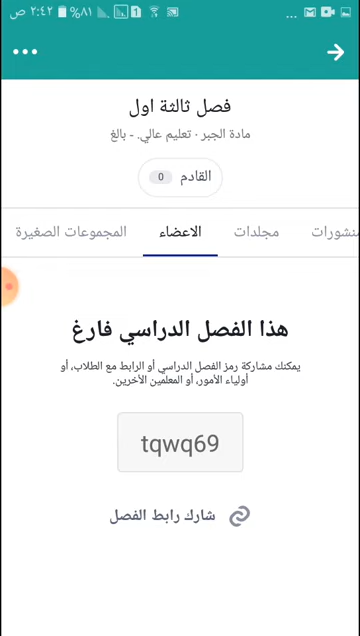 ٢:٤٢ ص ٨١%
فصل ثالثة اول
مادة الجبر · تعليم عالي. - بالغ
القادم 0
منشورات مجلدات الاعضاء المجموعات الصغيرة
هذا الفصل الدراسي فارغ
يمكنك مشاركة رمز الفصل الدراسي أو الرابط مع الطلاب، أو
أولياء الأمور، أو المعلمين الآخرين.
tqwq69
شارك رابط الفصل